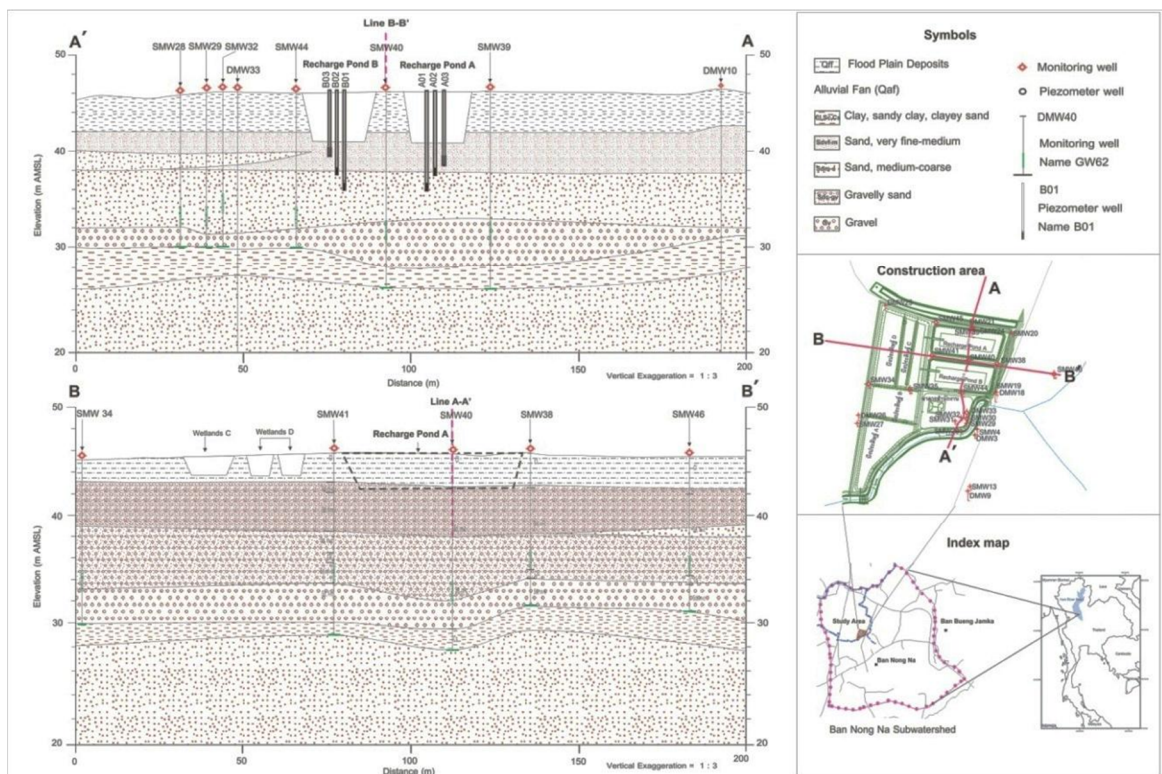 A'
Line B-B'
A
50
SMW28
SMW29
SMW32
DMW33
SMW44
Recharge Pond B
SMW40
Recharge Pond A
SMW39
DMW10
50
B03
B02
B01
A01
A02
A03
40
40
30
30
20
20
0
50
100
150
200
Elevation (m AMSL)
Distance (m)
Vertical Exaggeration = 1 : 3
B
B'
50
SMW 34
Wetlands C
Wetlands D
SMW41
Line A-A'
Recharge Pond A
SMW40
SMW38
SMW46
50
40
40
30
30
20
20
0
50
100
150
200
Elevation (m AMSL)
Distance (m)
Vertical Exaggeration = 1 : 3
Symbols
Qff
Flood Plain Deposits
Alluvial Fan (Qaf)
Clay, sandy clay, clayey sand
Sand, very fine-medium
Sand, medium-coarse
Gravelly sand
Gravel
Monitoring well
Piezometer well
DMW40
Monitoring well
Name GW62
B01
Piezometer well
Name B01
Construction area
A
B
B'
A'
SMW20
Recharge Pond A
SMW41
SMW40
SMW38
Recharge Pond B
SMW34
SMW19
DMW18
SMW27
SMW4
DMW3
SMW13
DMW9
Index map
Study Area
Ban Bueng Jamka
Ban Nong Na
Ban Nong Na Subwatershed
Thailand
Cambodia